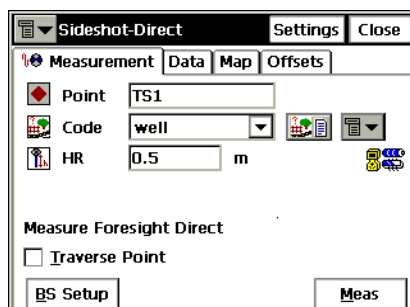 Sideshot-Direct Settings Close
Measurement Data Map Offsets
Point TS1
Code well
HR 0.5 m
Measure Foresight Direct
Traverse Point
BS Setup Meas